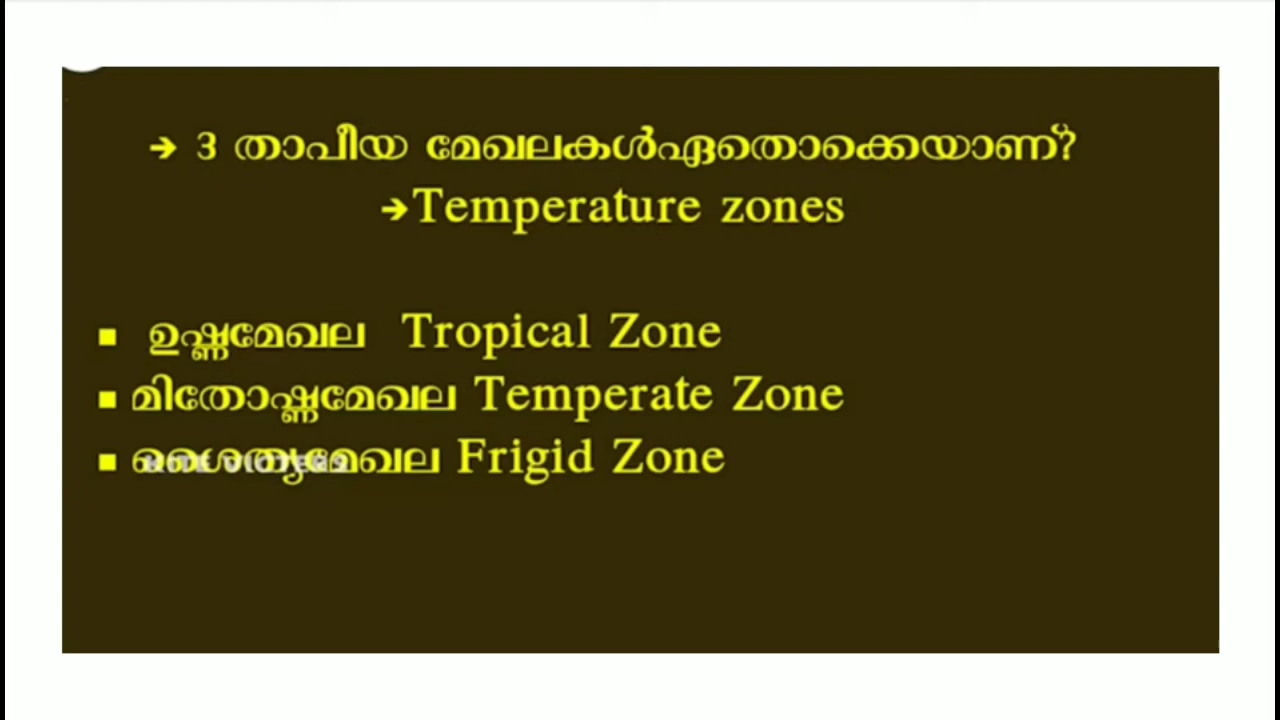 ➔ 3 താപീയ മേഖലകൾഏതൊക്കെയാണ്?
➔Temperature zones
▪ ഉഷ്ണമേഖല Tropical Zone
▪ മിതോഷ്ണമേഖല Temperate Zone
▪ ശൈത്യമേഖല Frigid Zone